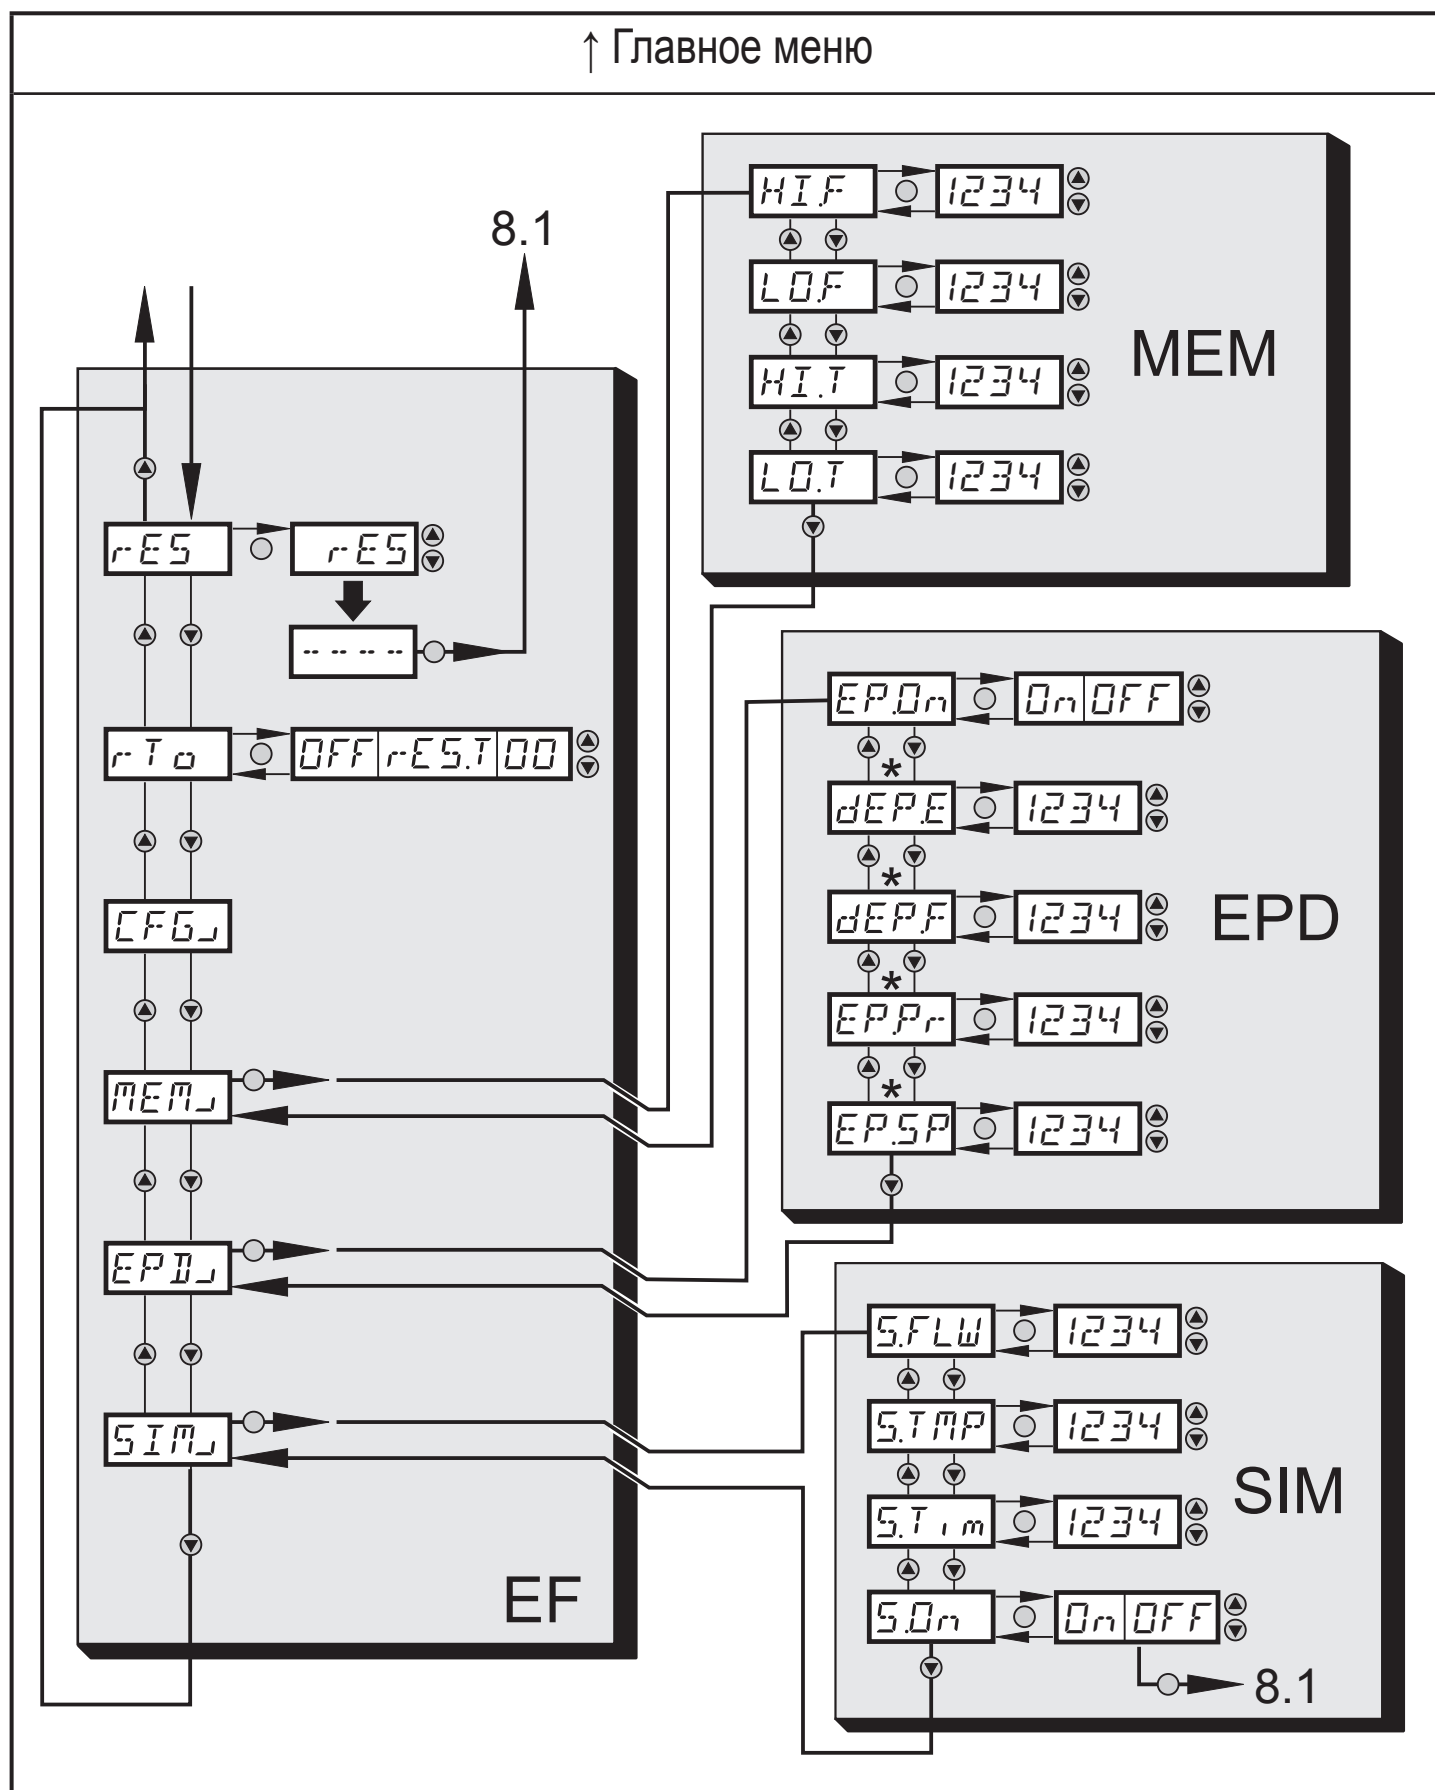 ↑ Главное меню
8.1
rES
rES
-- -- -- --
rTo
OFF rES.T 00
CFG
MEM
EPD
SIM
EF
HI.F
1234
LO.F
1234
HI.T
1234
LO.T
1234
MEM
EP.On
On OFF
*
dEP.E
1234
*
dEP.F
1234
*
EP.Pr
1234
*
EP.SP
1234
EPD
S.FLW
1234
S.TMP
1234
S.Tim
1234
S.On
On OFF
8.1
SIM